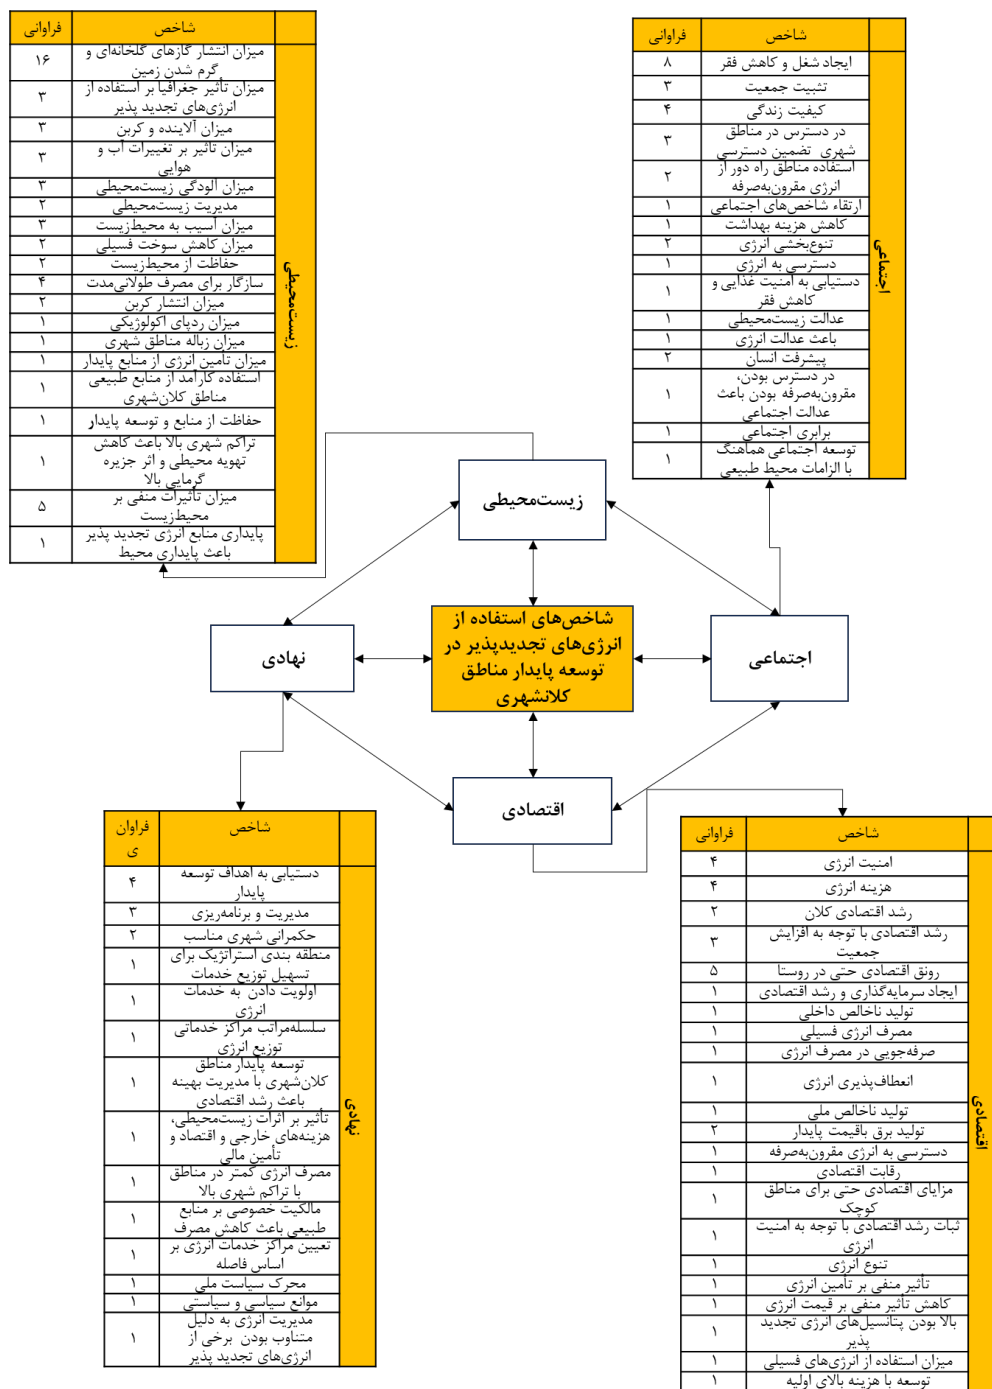 شاخص فراوانی
میزان انتشار گازهای گلخانه‌ای و
گرم شدن زمین
۱۶
میزان تأثیر جغرافیا بر استفاده از
انرژی‌های تجدید پذیر
۳
میزان آلاینده و کربن ۳
میزان تأثیر بر تغییرات آب و
هوایی
۳
میزان آلودگی زیست‌محیطی ۳
مدیریت زیست‌محیطی ۲
میزان آسیب به محیط‌زیست ۳
میزان کاهش سوخت فسیلی ۲
حفاظت از محیط‌زیست ۲
سازگار برای مصرف طولانی‌مدت ۴
میزان انتشار کربن ۲
میزان ردپای اکولوژیکی ۱
میزان زباله مناطق شهری ۱
میزان تأمین انرژی از منابع پایدار ۱
استفاده کارآمد از منابع طبیعی
مناطق کلان‌شهری
۱
حفاظت از منابع و توسعه پایدار ۱
تراکم شهری بالا باعث کاهش
تهویه محیطی و اثر جزیره
گرمایی بالا
۱
میزان تأثیرات منفی بر
محیط‌زیست
۵
پایداری منابع انرژی تجدید پذیر
باعث پایداری محیط
۱
زیست‌محیطی
شاخص فراوانی
ایجاد شغل و کاهش فقر ۸
تثبیت جمعیت ۳
کیفیت زندگی ۴
در دسترس در مناطق
شهری تضمین دسترسی
۳
استفاده مناطق راه دور از
انرژی مقرون‌به‌صرفه
۲
ارتقاء شاخص‌های اجتماعی ۱
کاهش هزینه بهداشت ۱
تنوع‌بخشی انرژی ۲
دسترسی به انرژی ۱
دستیابی به امنیت غذایی و
کاهش فقر
۱
عدالت زیست‌محیطی ۱
باعث عدالت انرژی ۱
پیشرفت انسان ۲
در دسترس بودن،
مقرون‌به‌صرفه بودن باعث
عدالت اجتماعی
۱
برابری اجتماعی ۱
توسعه اجتماعی هماهنگ
با الزامات محیط طبیعی
۱
اجتماعی
زیست‌محیطی
شاخص‌های استفاده از
انرژی‌های تجدیدپذیر در
توسعه پایدار مناطق
کلانشهری
اجتماعی
نهادی
اقتصادی
شاخص فراوان
ی
دستیابی به اهداف توسعه
پایدار
۴
مدیریت و برنامه‌ریزی ۳
حکمرانی شهری مناسب ۲
منطقه بندی استراتژیک برای
تسهیل توزیع خدمات
۱
اولویت دادن به خدمات
انرژی
۱
سلسله‌مراتب مراکز خدماتی
توزیع انرژی
۱
توسعه پایدار مناطق
کلان‌شهری با مدیریت بهینه
باعث رشد اقتصادی
۱
تأثیر بر اثرات زیست‌محیطی،
هزینه‌های خارجی و اقتصاد و
تأمین مالی
۱
مصرف انرژی کمتر در مناطق
با تراکم شهری بالا
۱
مالکیت خصوصی بر منابع
طبیعی باعث کاهش مصرف
۱
تعیین مراکز خدمات انرژی بر
اساس فاصله
۱
محرک سیاست ملی ۱
موانع سیاسی و سیاستی ۱
مدیریت انرژی به دلیل
متناوب بودن برخی از
انرژی‌های تجدید پذیر
۱
نهادی
شاخص فراوانی
امنیت انرژی ۴
هزینه انرژی ۴
رشد اقتصادی کلان ۲
رشد اقتصادی با توجه به افزایش
جمعیت
۳
رونق اقتصادی حتی در روستا ۵
ایجاد سرمایه‌گذاری و رشد اقتصادی ۱
تولید ناخالص داخلی ۱
مصرف انرژی فسیلی ۱
صرفه‌جویی در مصرف انرژی ۱
انعطاف‌پذیری انرژی ۱
تولید ناخالص ملی ۱
تولید برق باقیمت پایدار ۲
دسترسی به انرژی مقرون‌به‌صرفه ۱
رقابت اقتصادی ۱
مزایای اقتصادی حتی برای مناطق
کوچک
۱
ثبات رشد اقتصادی با توجه به امنیت
انرژی
۱
تنوع انرژی ۱
تأثیر منفی بر تأمین انرژی ۱
کاهش تأثیر منفی بر قیمت انرژی ۱
بالا بودن پتانسیل‌های انرژی تجدید
پذیر
۱
میزان استفاده از انرژی‌های فسیلی ۱
توسعه با هزینه بالای اولیه ۱
اقتصادی